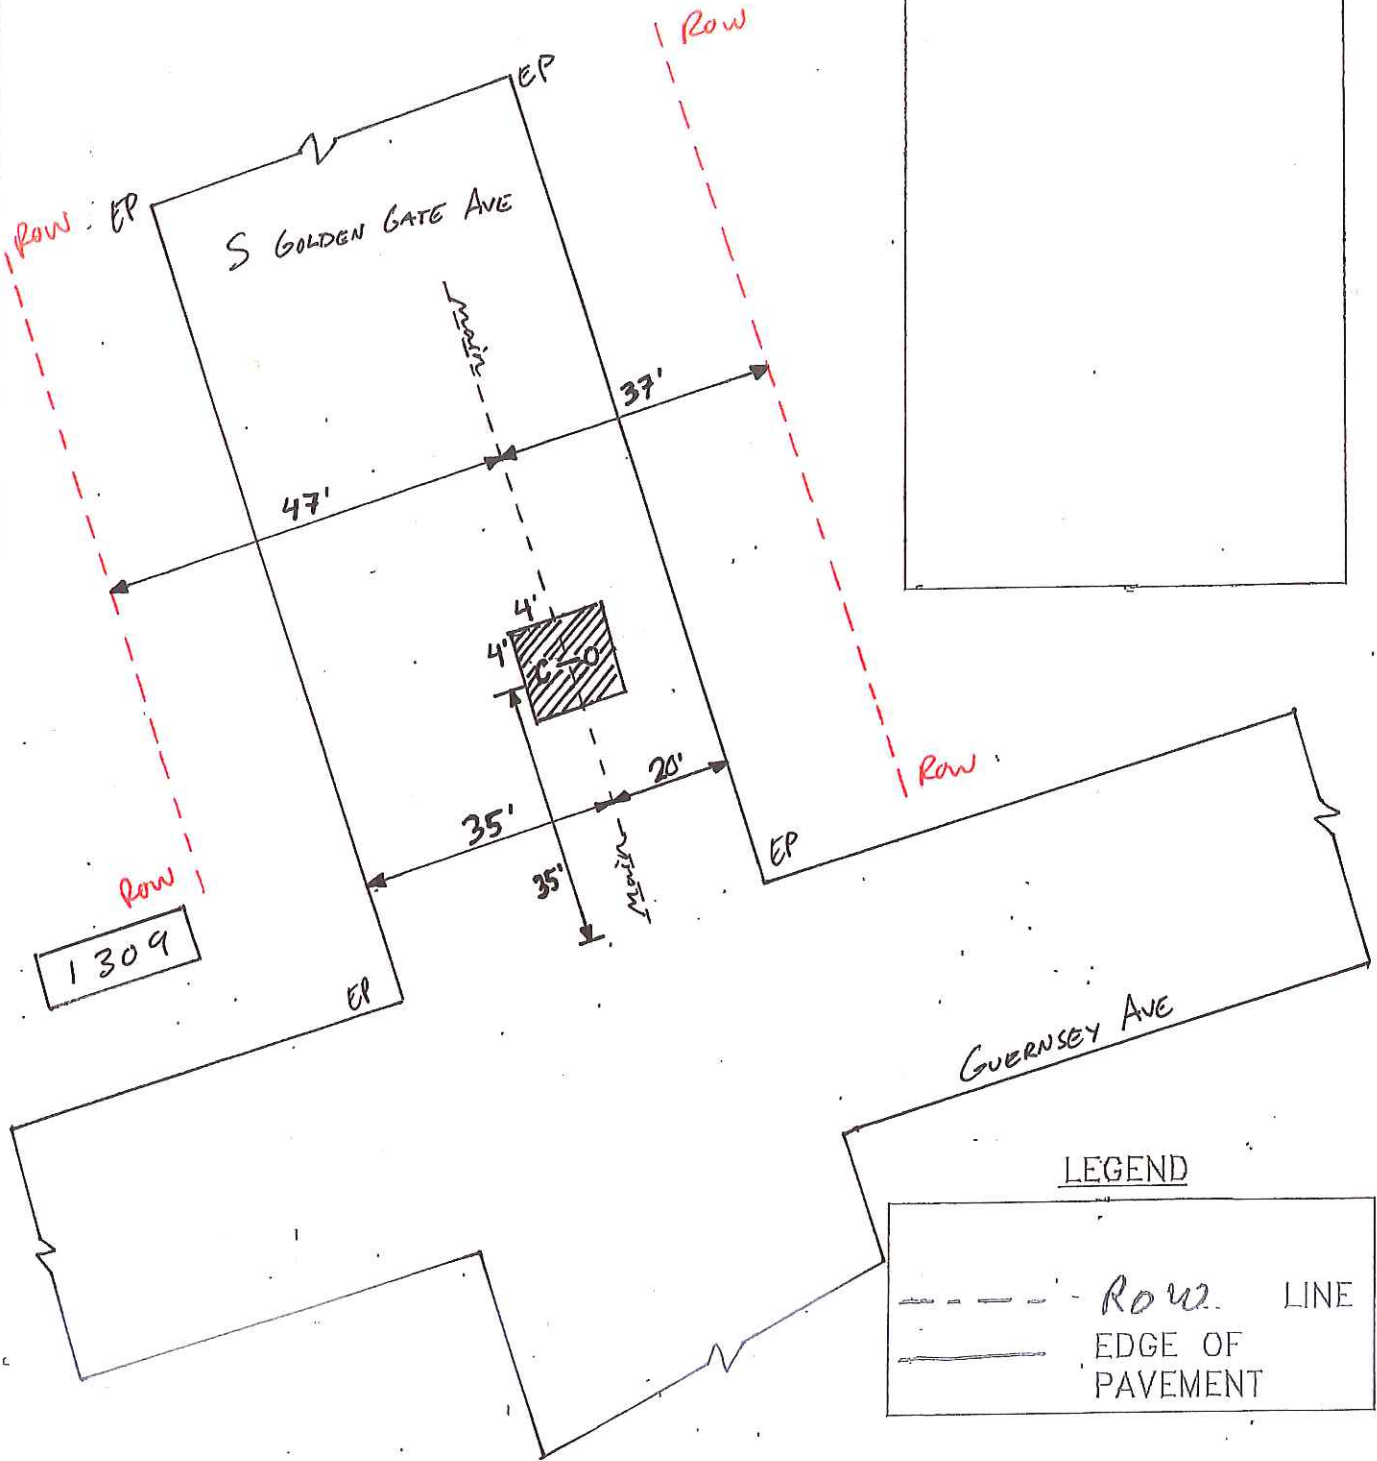 ROW
EP
ROW
EP
S GOLDEN GATE AVE
Main
37'
47'
4'
4'
C O
20'
35'
35'
Main
ROW
EP
ROW
1309
EP
GUERNSEY AVE
LEGEND
ROW LINE
EDGE OF
PAVEMENT